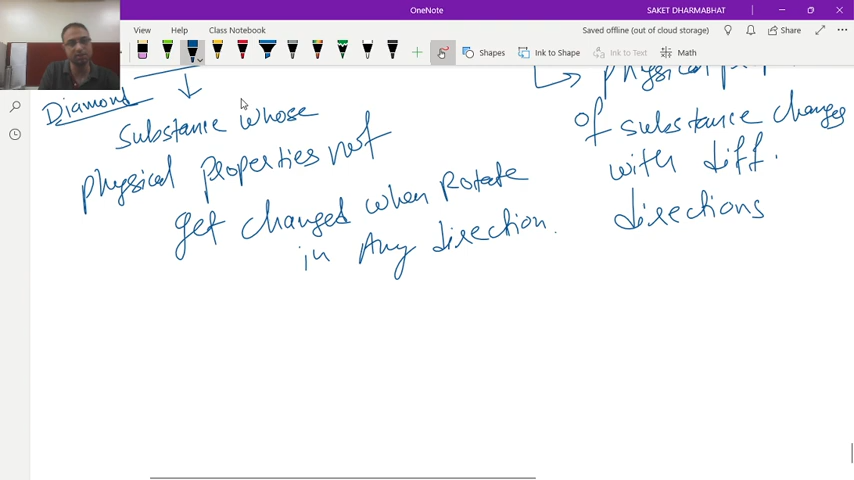 OneNote
SAKET DHARMABHAT
View Help Class Notebook
Saved offline (out of cloud storage)
Share
Shapes
Ink to Shape
Ink to Text
Math
Diamond
Substance whose
Physical Properties not
get changed when Rotate
in Any direction.
physical
of substance changes
with diff.
directions